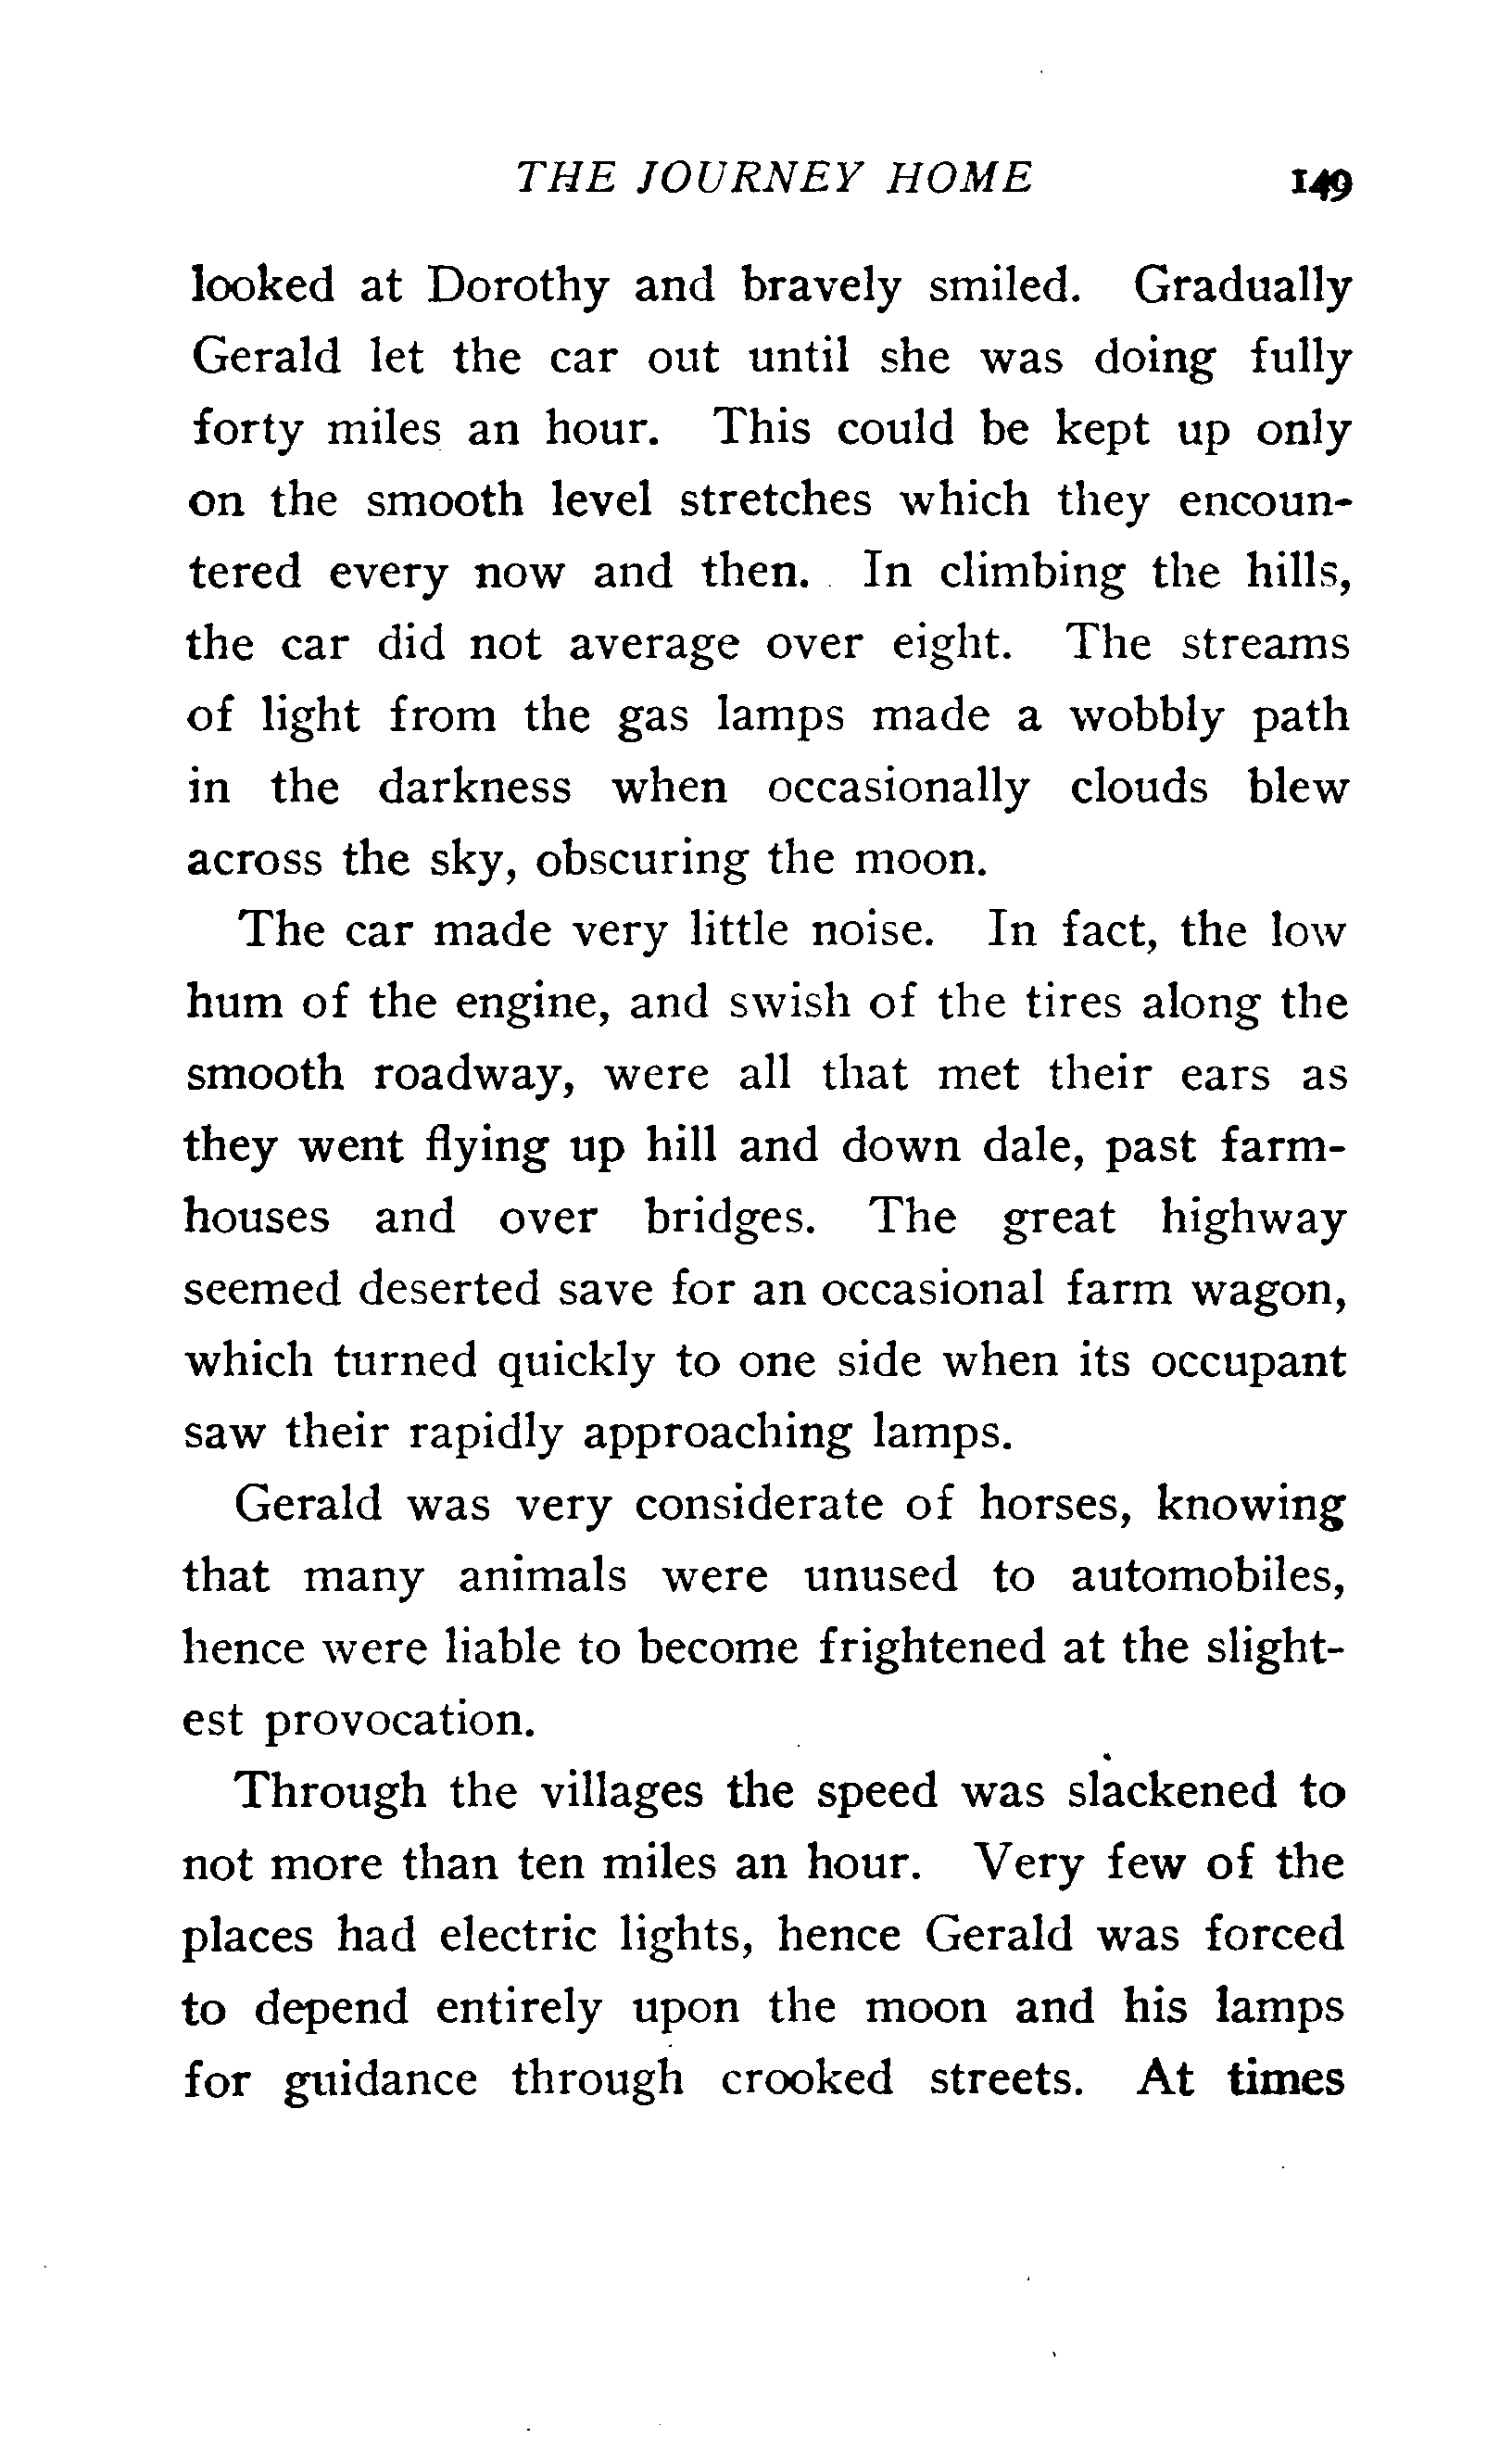 THE JOURNEY HOME 149
looked at Dorothy and bravely smiled. Gradually
Gerald let the car out until she was doing fully
forty miles an hour. This could be kept up only
on the smooth level stretches which they encoun-
tered every now and then. In climbing the hills,
the car did not average over eight. The streams
of light from the gas lamps made a wobbly path
in the darkness when occasionally clouds blew
across the sky, obscuring the moon.
The car made very little noise. In fact, the low
hum of the engine, and swish of the tires along the
smooth roadway, were all that met their ears as
they went flying up hill and down dale, past farm-
houses and over bridges. The great highway
seemed deserted save for an occasional farm wagon,
which turned quickly to one side when its occupant
saw their rapidly approaching lamps.
Gerald was very considerate of horses, knowing
that many animals were unused to automobiles,
hence were liable to become frightened at the slight-
est provocation.
Through the villages the speed was slackened to
not more than ten miles an hour. Very few of the
places had electric lights, hence Gerald was forced
to depend entirely upon the moon and his lamps
for guidance through crooked streets. At times